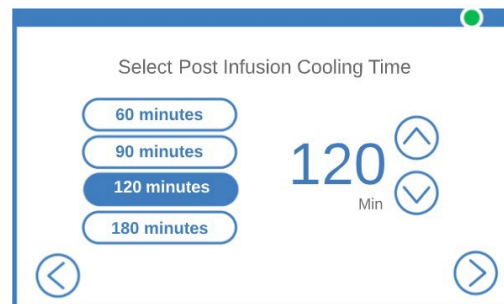 Select Post Infusion Cooling Time
60 minutes
90 minutes
120 minutes
180 minutes
120
Min